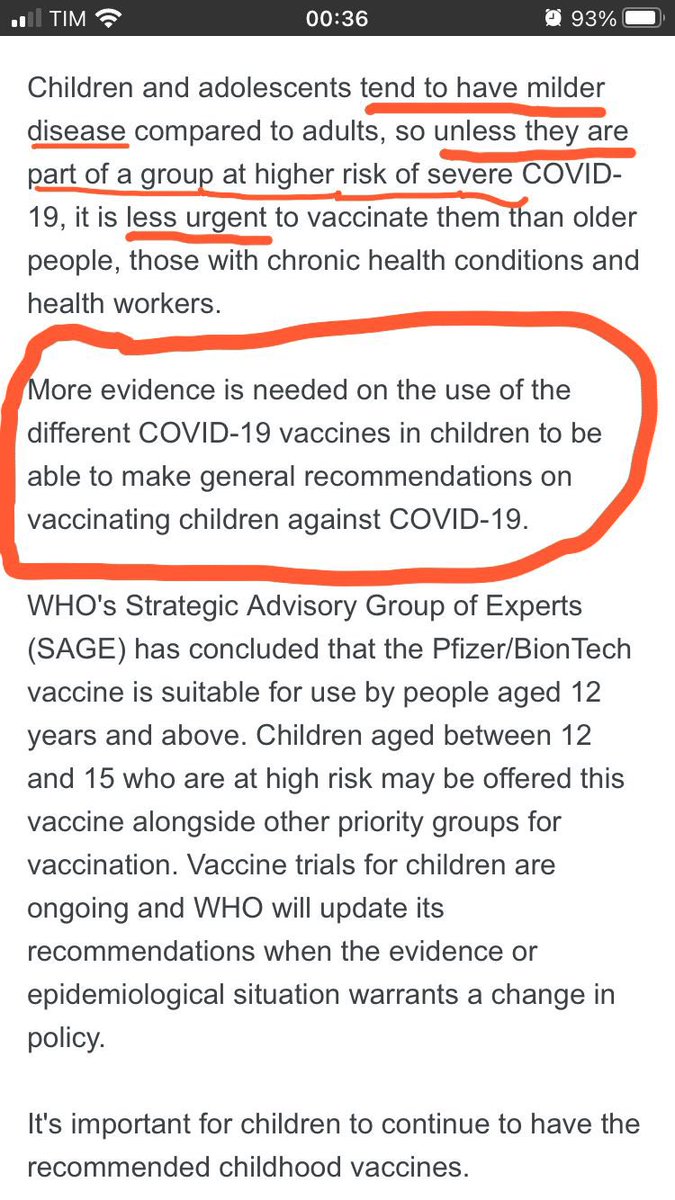 TIM 00:36 93%
Children and adolescents tend to have milder
disease compared to adults, so unless they are
part of a group at higher risk of severe COVID-
19, it is less urgent to vaccinate them than older
people, those with chronic health conditions and
health workers.
More evidence is needed on the use of the
different COVID-19 vaccines in children to be
able to make general recommendations on
vaccinating children against COVID-19.
WHO's Strategic Advisory Group of Experts
(SAGE) has concluded that the Pfizer/BionTech
vaccine is suitable for use by people aged 12
years and above. Children aged between 12
and 15 who are at high risk may be offered this
vaccine alongside other priority groups for
vaccination. Vaccine trials for children are
ongoing and WHO will update its
recommendations when the evidence or
epidemiological situation warrants a change in
policy.
It's important for children to continue to have the
recommended childhood vaccines.